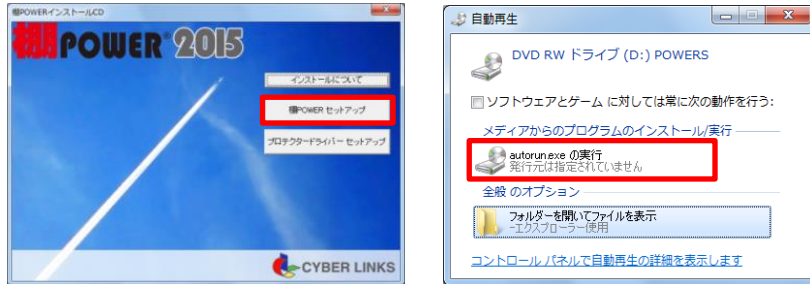 棚POWERインストールCD
棚POWER 2015
インストールについて
棚POWER セットアップ
プロテクタードライバー セットアップ
CYBER LINKS
自動再生
DVD RW ドライブ (D:) POWERS
ソフトウェアとゲーム に対しては常に次の動作を行う:
メディアからのプログラムのインストール/実行
autorun.exe の実行
発行元は指定されていません
全般 のオプション
フォルダーを開いてファイルを表示
-エクスプローラー使用
コントロール パネルで自動再生の詳細を表示します